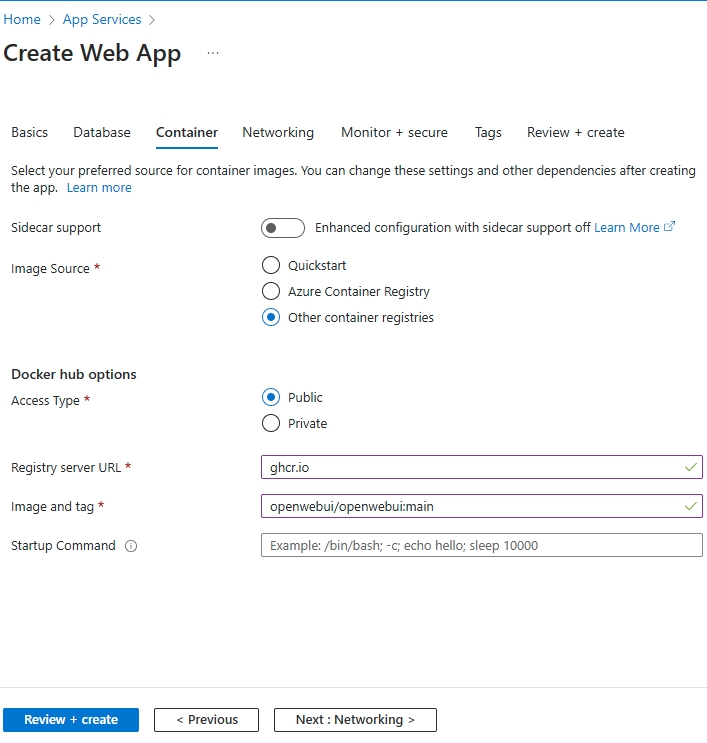 Home > App Services >
Create Web App ...
Basics Database Container Networking Monitor + secure Tags Review + create
Select your preferred source for container images. You can change these settings and other dependencies after creating
the app. Learn more
Sidecar support Enhanced configuration with sidecar support off Learn More
Image Source * Quickstart
Azure Container Registry
Other container registries
Docker hub options
Access Type * Public
Private
Registry server URL * ghcr.io
Image and tag * openwebui/openwebui:main
Startup Command Example: /bin/bash; -c; echo hello; sleep 10000
Review + create < Previous Next : Networking >